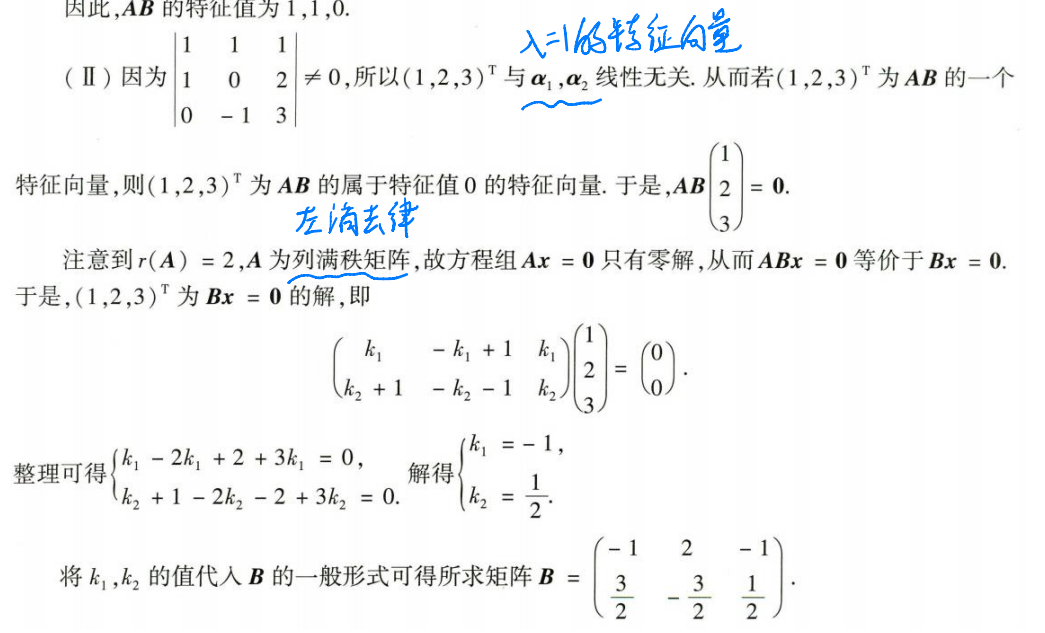 因此,AB 的特征值为 1,1,0.
λ=1的特征向量
(Ⅱ) 因为 | 1 1 1 ; 1 0 2 ; 0 -1 3 | ≠ 0,所以(1,2,3)ᵀ 与 α₁,α₂ 线性无关. 从而若(1,2,3)ᵀ 为 AB 的一个
特征向量,则(1,2,3)ᵀ 为 AB 的属于特征值 0 的特征向量. 于是,AB (1 ; 2 ; 3) = 0.
左消去律
注意到 r(A) = 2,A 为列满秩矩阵,故方程组 Ax = 0 只有零解,从而 ABx = 0 等价于 Bx = 0.
于是,(1,2,3)ᵀ 为 Bx = 0 的解,即
( k₁ -k₁+1 k₁ ; k₂+1 -k₂-1 k₂ ) (1 ; 2 ; 3) = (0 ; 0).
整理可得 { k₁ - 2k₁ + 2 + 3k₁ = 0, ; k₂ + 1 - 2k₂ - 2 + 3k₂ = 0. 解得 { k₁ = -1, ; k₂ = 1/2.
将 k₁,k₂ 的值代入 B 的一般形式可得所求矩阵 B = ( -1 2 -1 ; 3/2 -3/2 1/2 ).